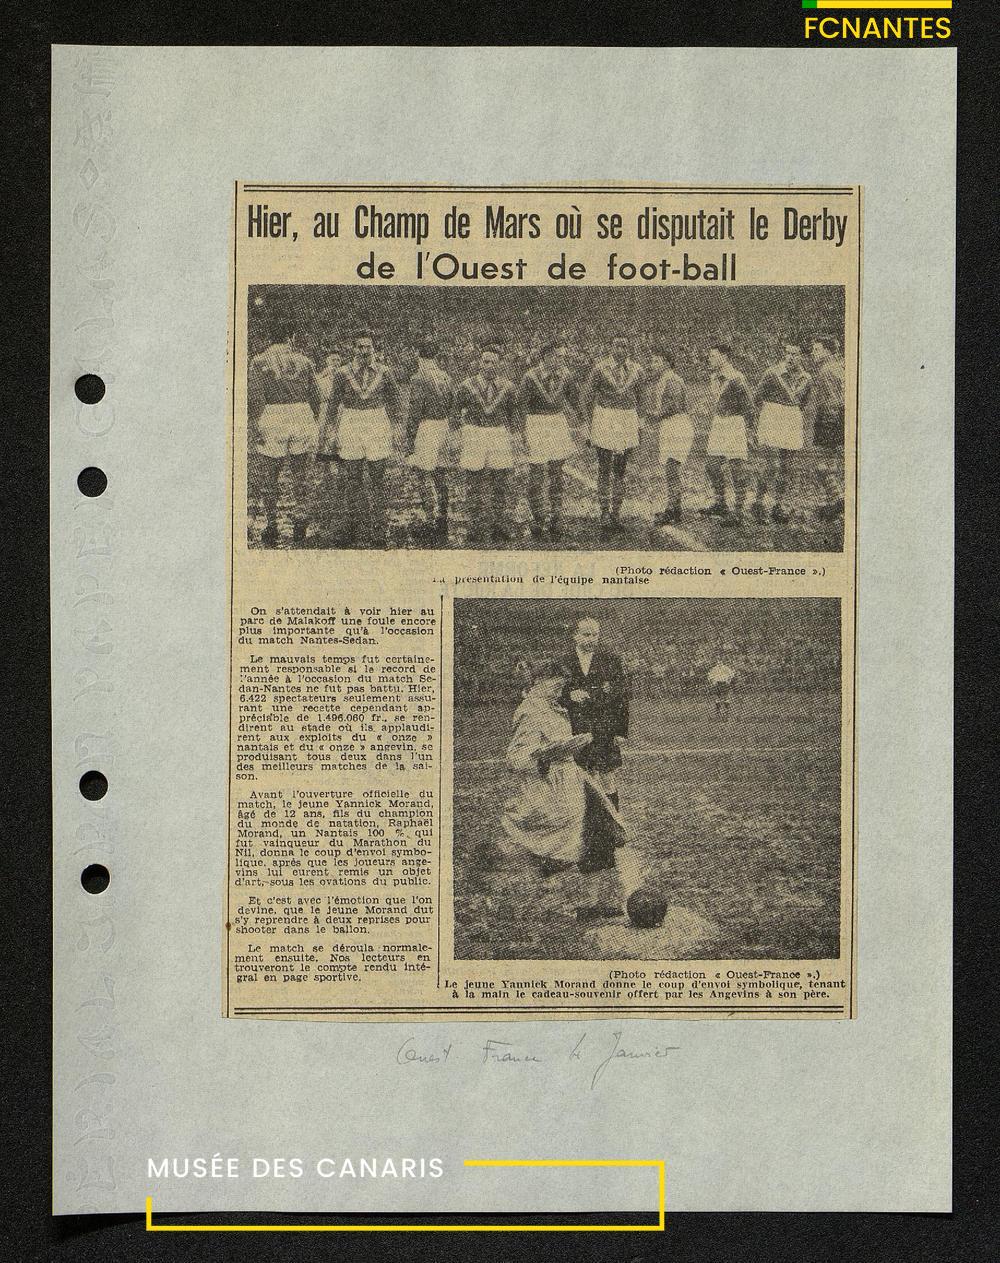 FCNANTES
Hier, au Champ de Mars où se disputait le Derby
de l'Ouest de foot-ball
(Photo rédaction « Ouest-France ».)
La présentation de l'équipe nantaise
On s'attendait à voir hier au
parc de Malakoff une foule encore
plus importante qu'à l'occasion
du match Nantes-Sedan.
Le mauvais temps fut certaine-
ment responsable si le record de
l'année à l'occasion du match Se-
dan-Nantes ne fut pas battu. Hier,
6.422 spectateurs seulement assu-
rant une recette cependant ap-
préciable de 1.496.060 fr., se ren-
dirent au stade où ils applaudi-
rent aux exploits du « onze »
nantais et du « onze » angevin, se
produisant tous deux dans l'un
des meilleurs matches de la sai-
son.
Avant l'ouverture officielle du
match, le jeune Yannick Morand,
âgé de 12 ans, fils du champion
du monde de natation, Raphaël
Morand, un Nantais 100 %, qui
fut vainqueur du Marathon du
Nil, donna le coup d'envoi symbo-
lique, après que les joueurs ange-
vins lui eurent remis un objet
d'art, sous les ovations du public.
Et c'est avec l'émotion que l'on
devine, que le jeune Morand dut
s'y reprendre à deux reprises pour
shooter dans le ballon.
Le match se déroula normale-
ment ensuite. Nos lecteurs en
trouveront le compte rendu inté-
gral en page sportive.
(Photo rédaction « Ouest-France ».)
Le jeune Yannick Morand donne le coup d'envoi symbolique, tenant
à la main le cadeau-souvenir offert par les Angevins à son père.
Ouest France Janvier
MUSÉE DES CANARIS